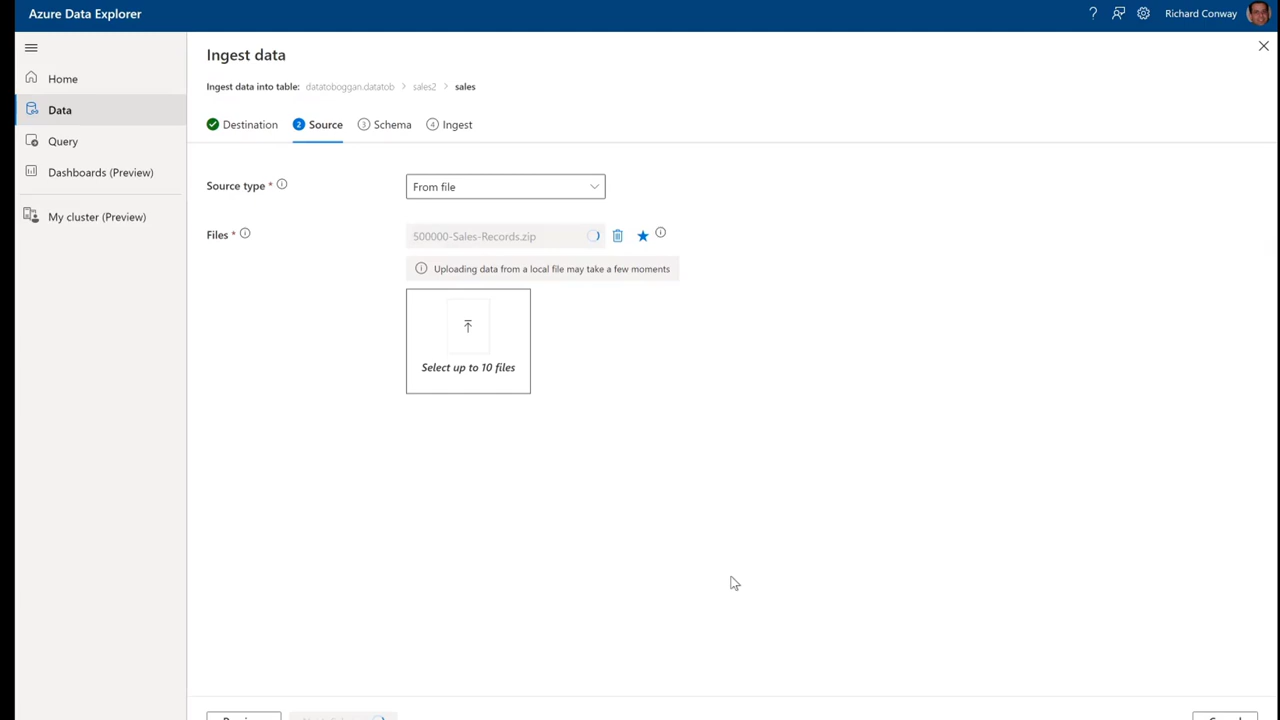 Azure Data Explorer
Richard Conway
Home
Data
Query
Dashboards (Preview)
My cluster (Preview)
Ingest data
Ingest data into table: datatoboggan.datatob > sales2 > sales
Destination 2 Source 3 Schema 4 Ingest
Source type *
From file
Files *
500000-Sales-Records.zip
Uploading data from a local file may take a few moments
Select up to 10 files